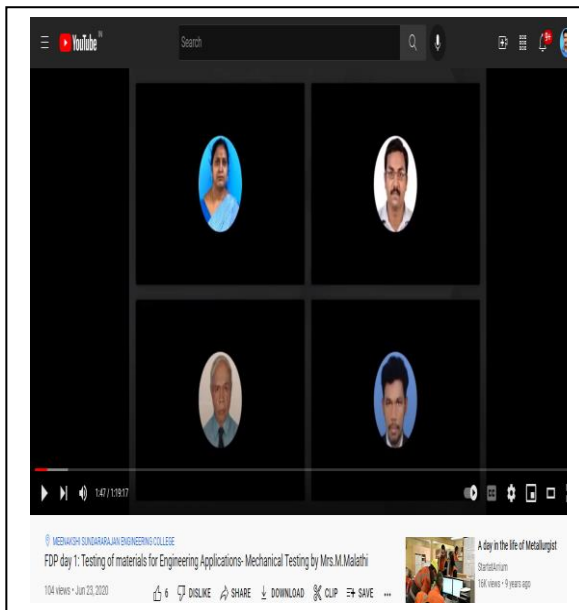 YouTube IN
Search
9+
1:47 / 1:19:17
MEENAKSHI SUNDARARAJAN ENGINEERING COLLEGE
FDP day 1: Testing of materials for Engineering Applications- Mechanical Testing by Mrs.M.Malathi
104 views • Jun 23, 2020
6 DISLIKE SHARE DOWNLOAD CLIP SAVE ...
A day in the life of Metallurgist
16K views • 9 years ago